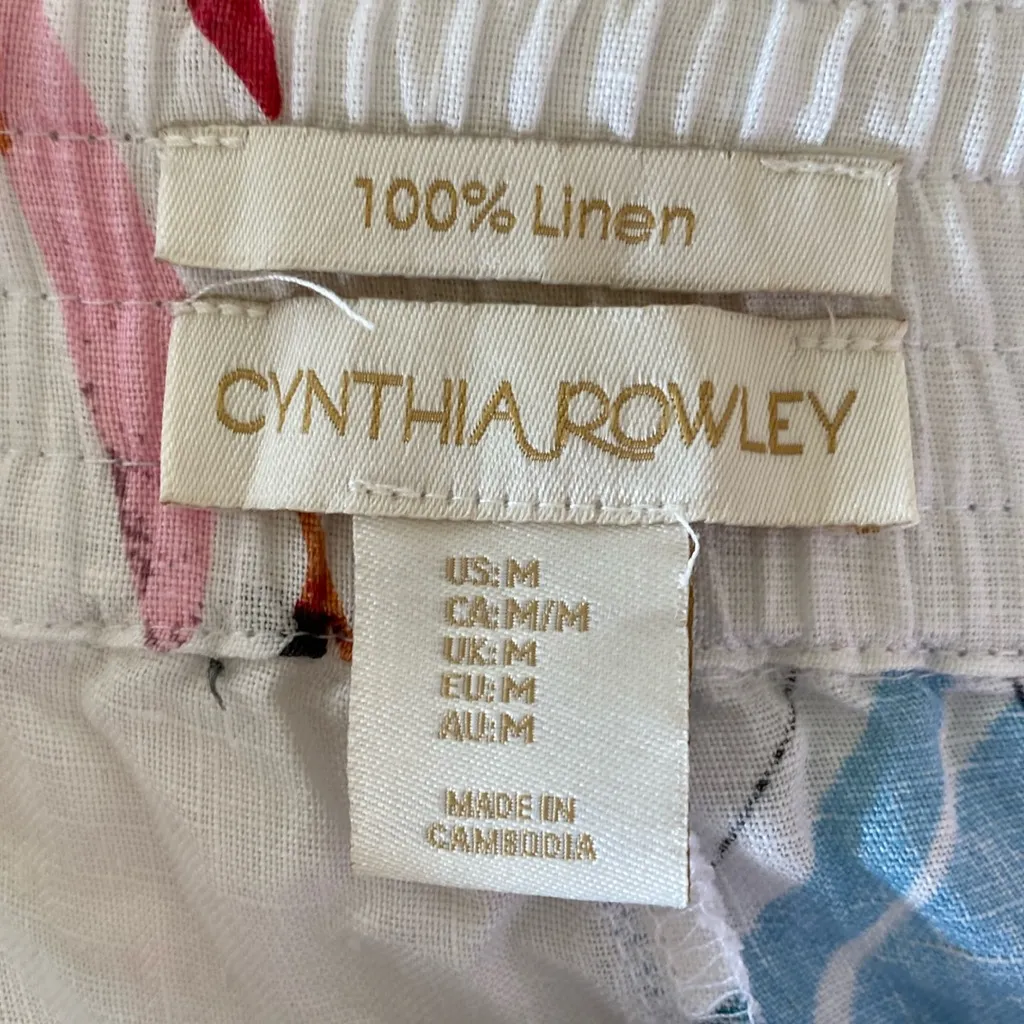 100% Linen
CYNTHIA ROWLEY
US: M
CA: M/M
UK: M
EU: M
AU: M
MADE IN
CAMBODIA